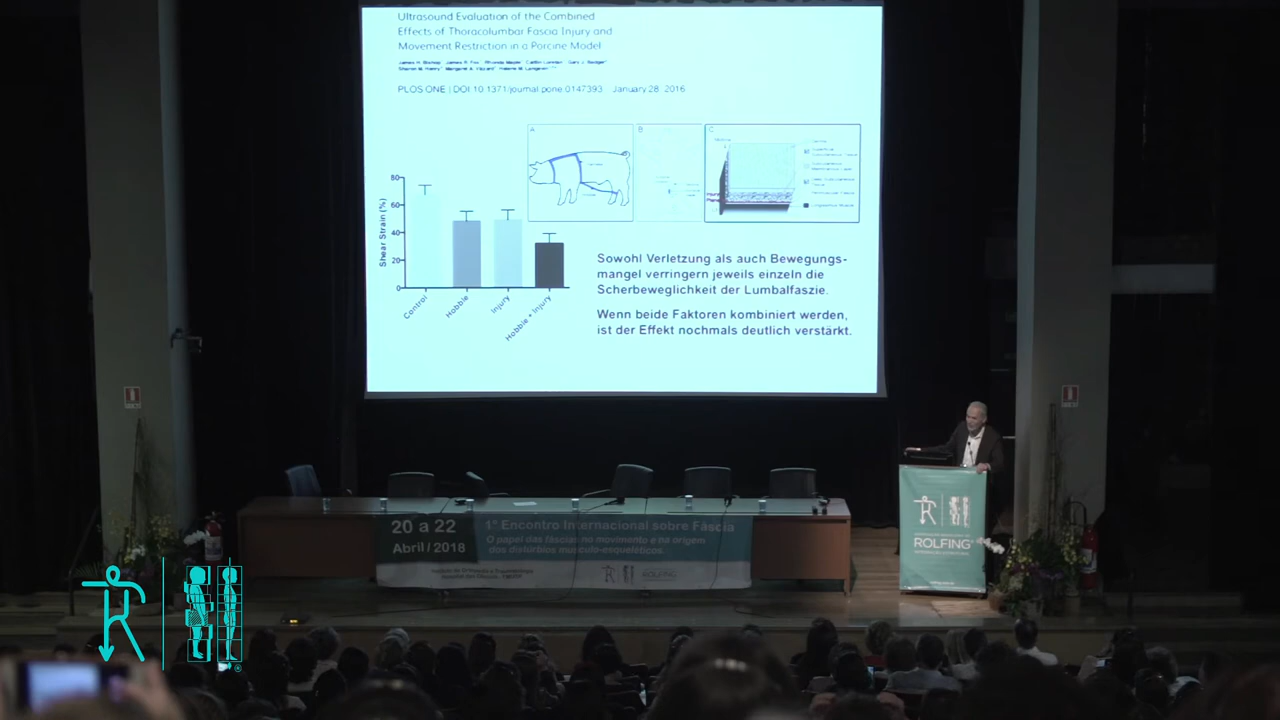 Ultrasound Evaluation of the Combined
Effects of Thoracolumbar Fascia Injury and
Movement Restriction in a Porcine Model
PLOS ONE | DOI:10.1371/journal.pone.0147393 January 28, 2016
A
B
C
80
60
40
20
0
Shear Strain (%)
Control
Hobble
Injury
Hobble + Injury
Sowohl Verletzung als auch Bewegungs-
mangel verringern jeweils einzeln die
Scherbeweglichkeit der Lumbalfaszie.
Wenn beide Faktoren kombiniert werden,
ist der Effekt nochmals deutlich verstärkt.
20 a 22
Abril / 2018
1º Encontro Internacional sobre Fáscia
O papel das fáscias no movimento e na origem
dos distúrbios músculo-esqueléticos.
ROLFING
ROLFING®